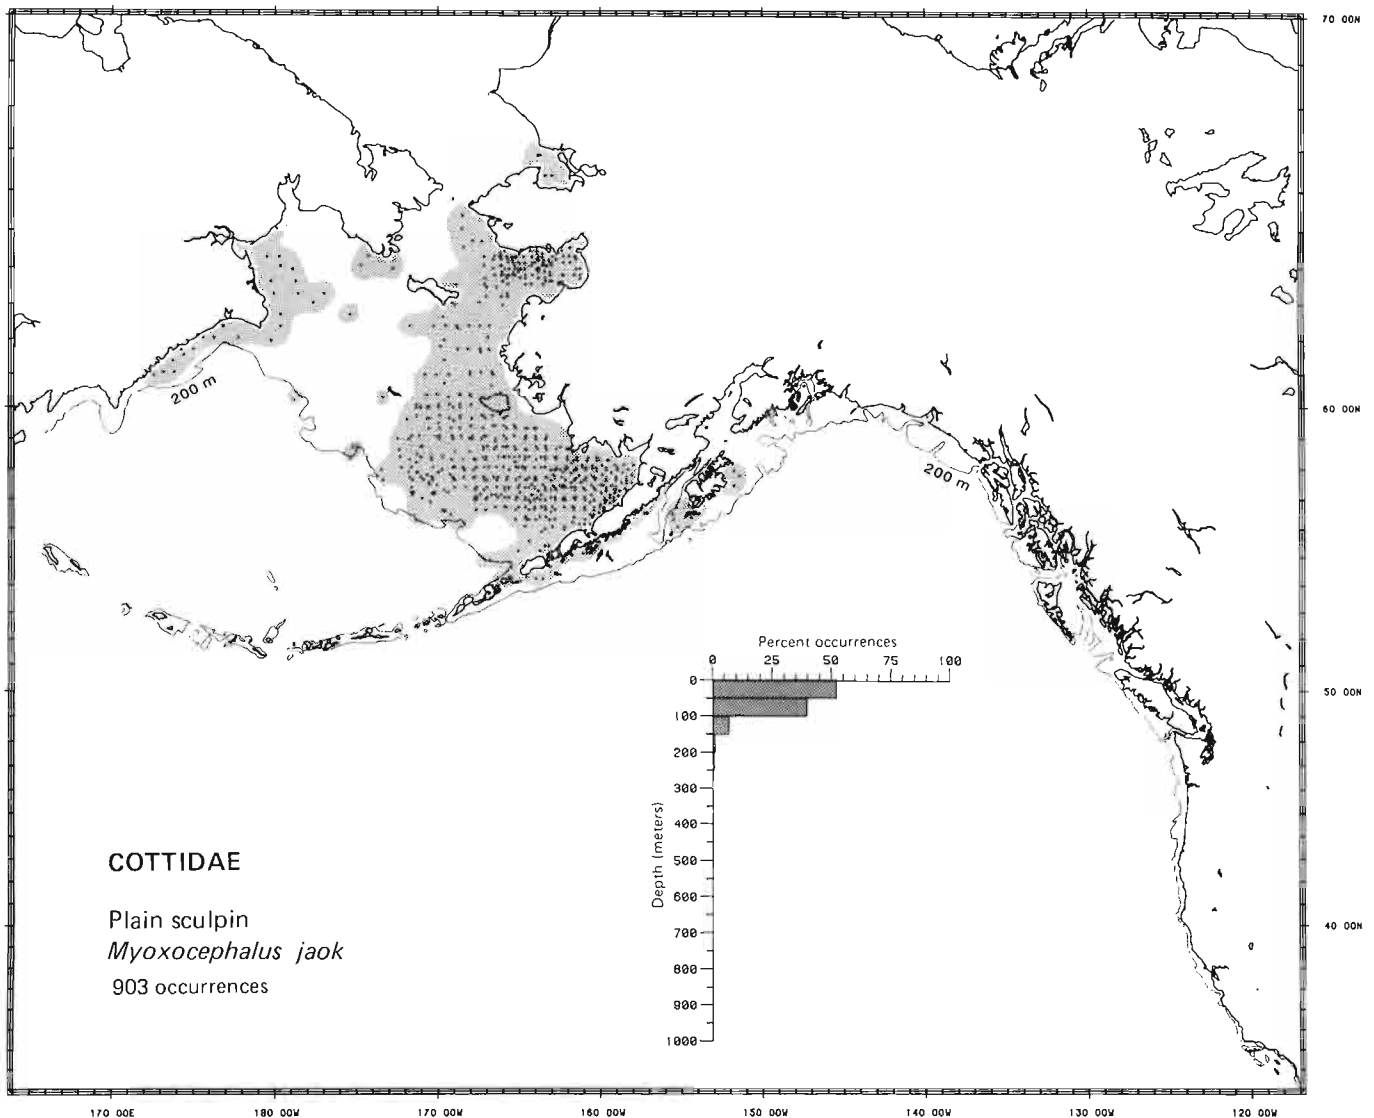 70 00N
200 m
60 00N
200 m
Percent occurrences
0 25 50 75 100
0
100
200
300
400
500
600
700
800
900
1000
Depth (meters)
50 00N
COTTIDAE
Plain sculpin
Myoxocephalus jaok
903 occurrences
40 00N
170 00E 180 00W 170 00W 160 00W 150 00W 140 00W 130 00W 120 00W